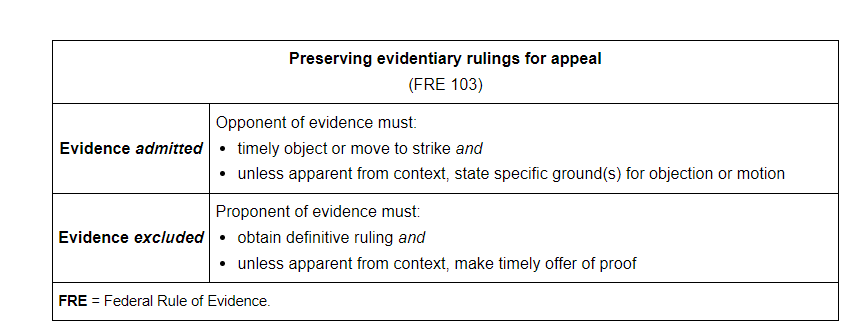 Preserving evidentiary rulings for appeal
(FRE 103)
Evidence admitted
Opponent of evidence must:
• timely object or move to strike and
• unless apparent from context, state specific ground(s) for objection or motion
Evidence excluded
Proponent of evidence must:
• obtain definitive ruling and
• unless apparent from context, make timely offer of proof
FRE = Federal Rule of Evidence.